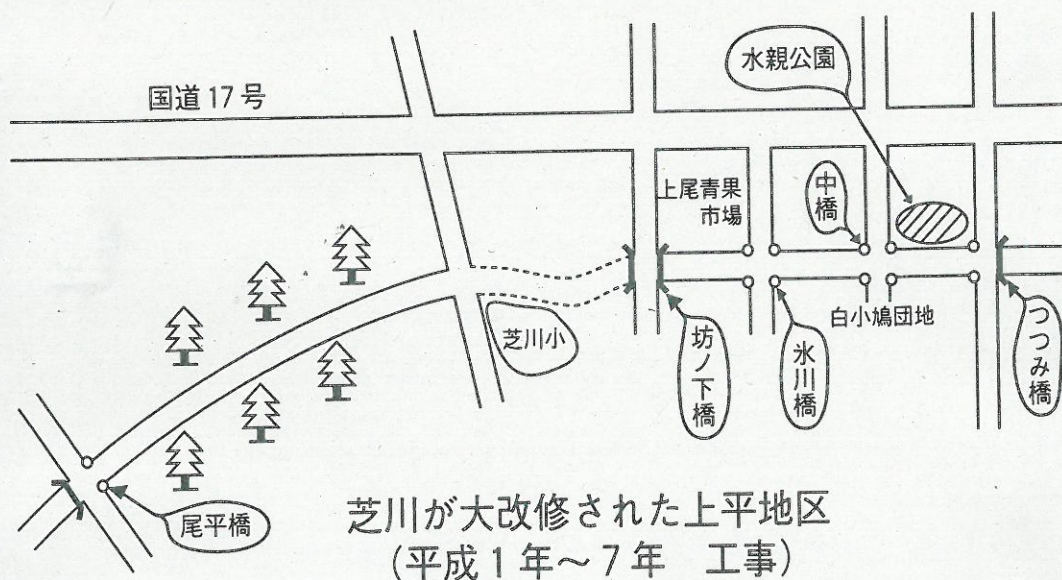 国道17号
水親公園
上尾青果
市場
中橋
芝川小
坊ノ下橋
氷川橋
白小鳩団地
つつみ橋
尾平橋
芝川が大改修された上平地区
(平成1年～7年　工事)